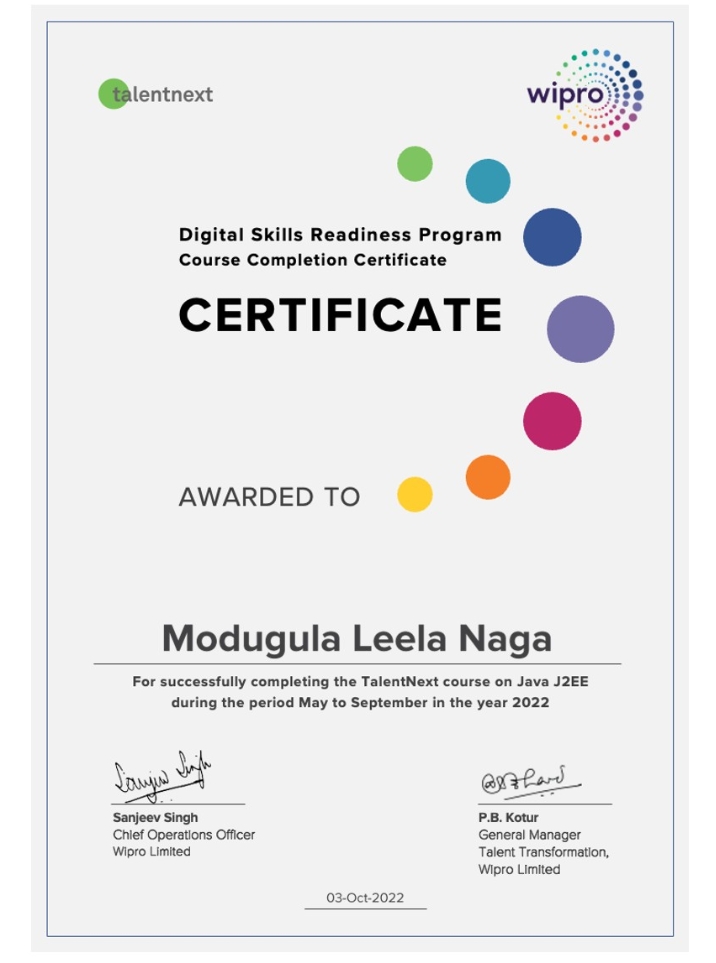 talentnext
wipro
Digital Skills Readiness Program
Course Completion Certificate
CERTIFICATE
AWARDED TO
Modugula Leela Naga
For successfully completing the TalentNext course on Java J2EE
during the period May to September in the year 2022
Sanjeev Singh
Sanjeev Singh
Chief Operations Officer
Wipro Limited
P.B. Kotur
General Manager
Talent Transformation,
Wipro Limited
03-Oct-2022